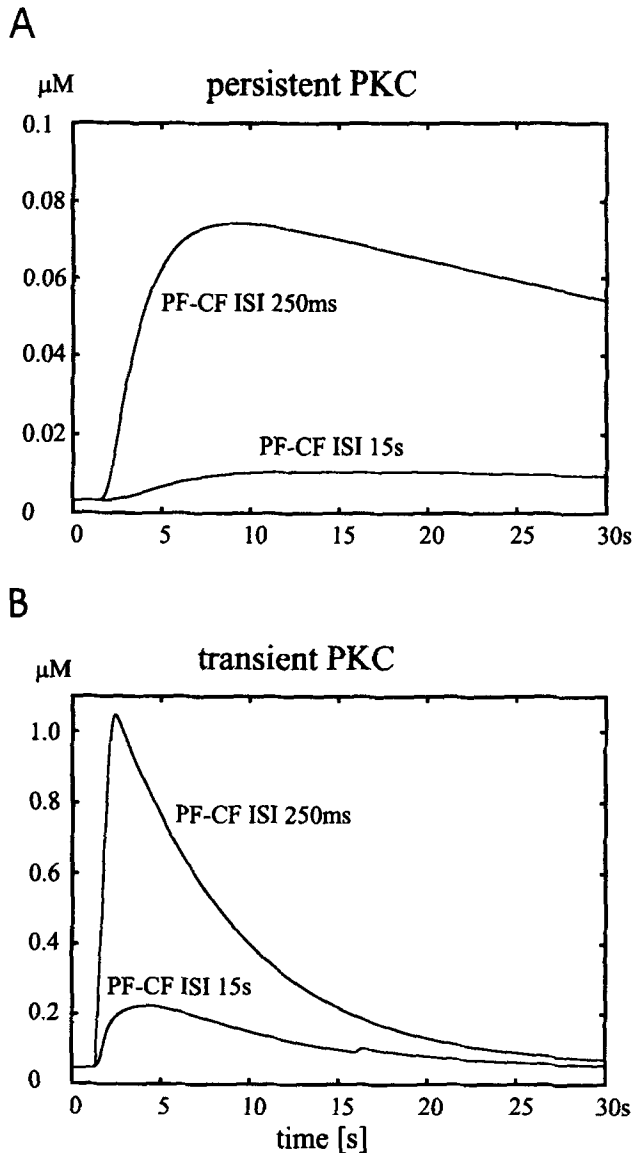 A
μM
persistent PKC
0.1
0.08
0.06
0.04
0.02
0
PF-CF ISI 250ms
PF-CF ISI 15s
0 5 10 15 20 25 30s
B
μM
transient PKC
1.0
0.8
0.6
0.4
0.2
0
PF-CF ISI 250ms
PF-CF ISI 15s
0 5 10 15 20 25 30s
time [s]